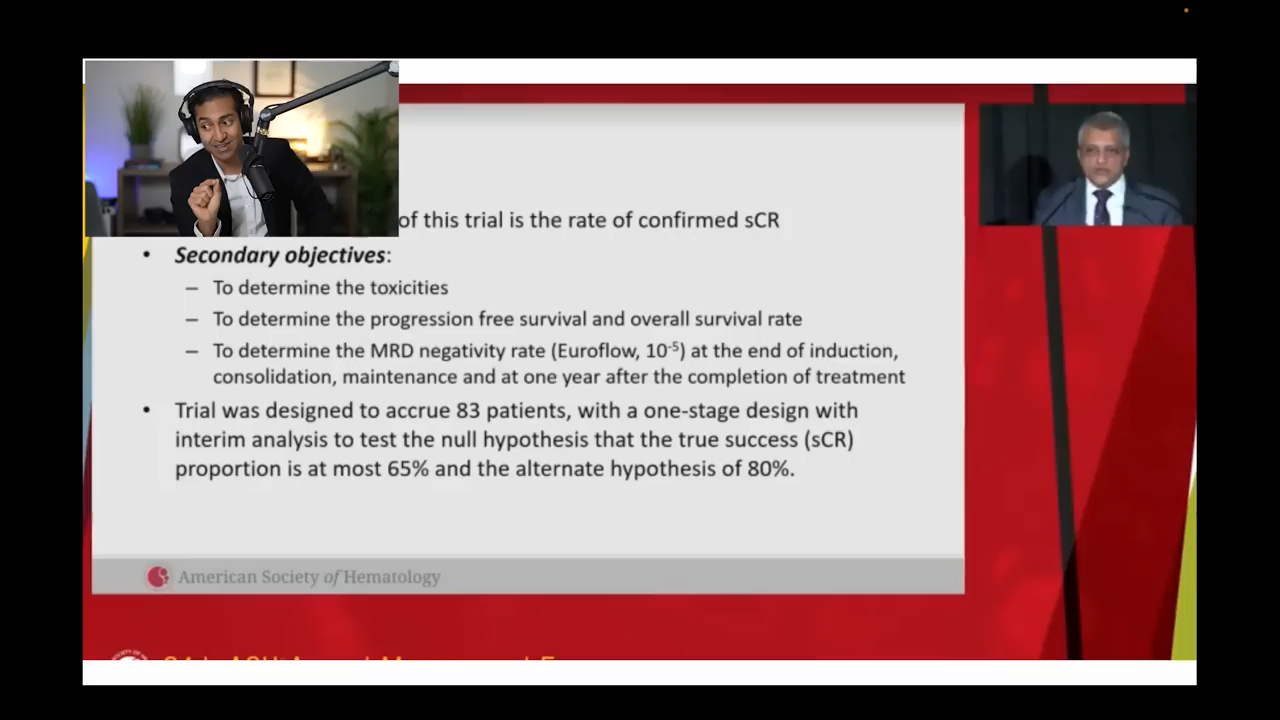 of this trial is the rate of confirmed sCR
• Secondary objectives:
– To determine the toxicities
– To determine the progression free survival and overall survival rate
– To determine the MRD negativity rate (Euroflow, 10⁻⁵) at the end of induction,
consolidation, maintenance and at one year after the completion of treatment
• Trial was designed to accrue 83 patients, with a one-stage design with
interim analysis to test the null hypothesis that the true success (sCR)
proportion is at most 65% and the alternate hypothesis of 80%.
American Society of Hematology